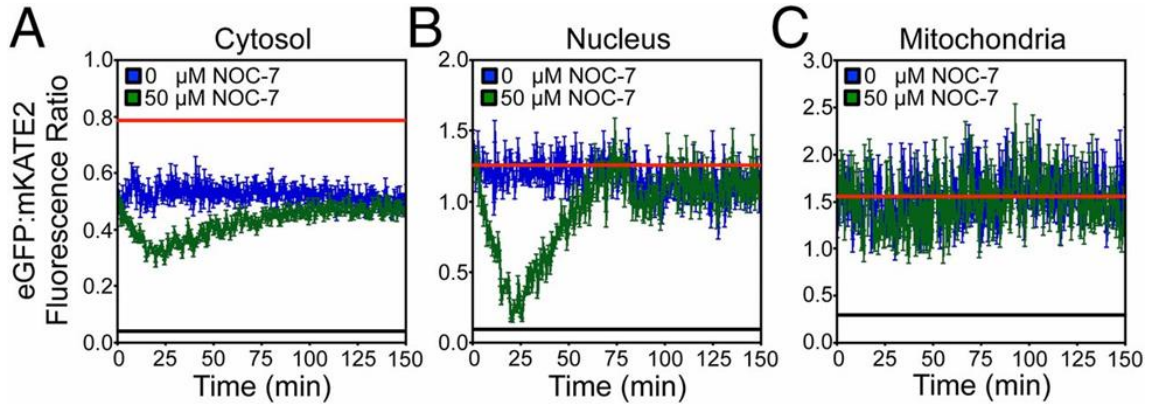 A
Cytosol
eGFP:mKATE2
Fluorescence Ratio
1.0
0.8
0.6
0.4
0.2
0.0
0 μM NOC-7
50 μM NOC-7
0 25 50 75 100 125 150
Time (min)
B
Nucleus
2.0
1.5
1.0
0.5
0.0
0 μM NOC-7
50 μM NOC-7
0 25 50 75 100 125 150
Time (min)
C
Mitochondria
3.0
2.5
2.0
1.5
1.0
0.5
0.0
0 μM NOC-7
50 μM NOC-7
0 25 50 75 100 125 150
Time (min)